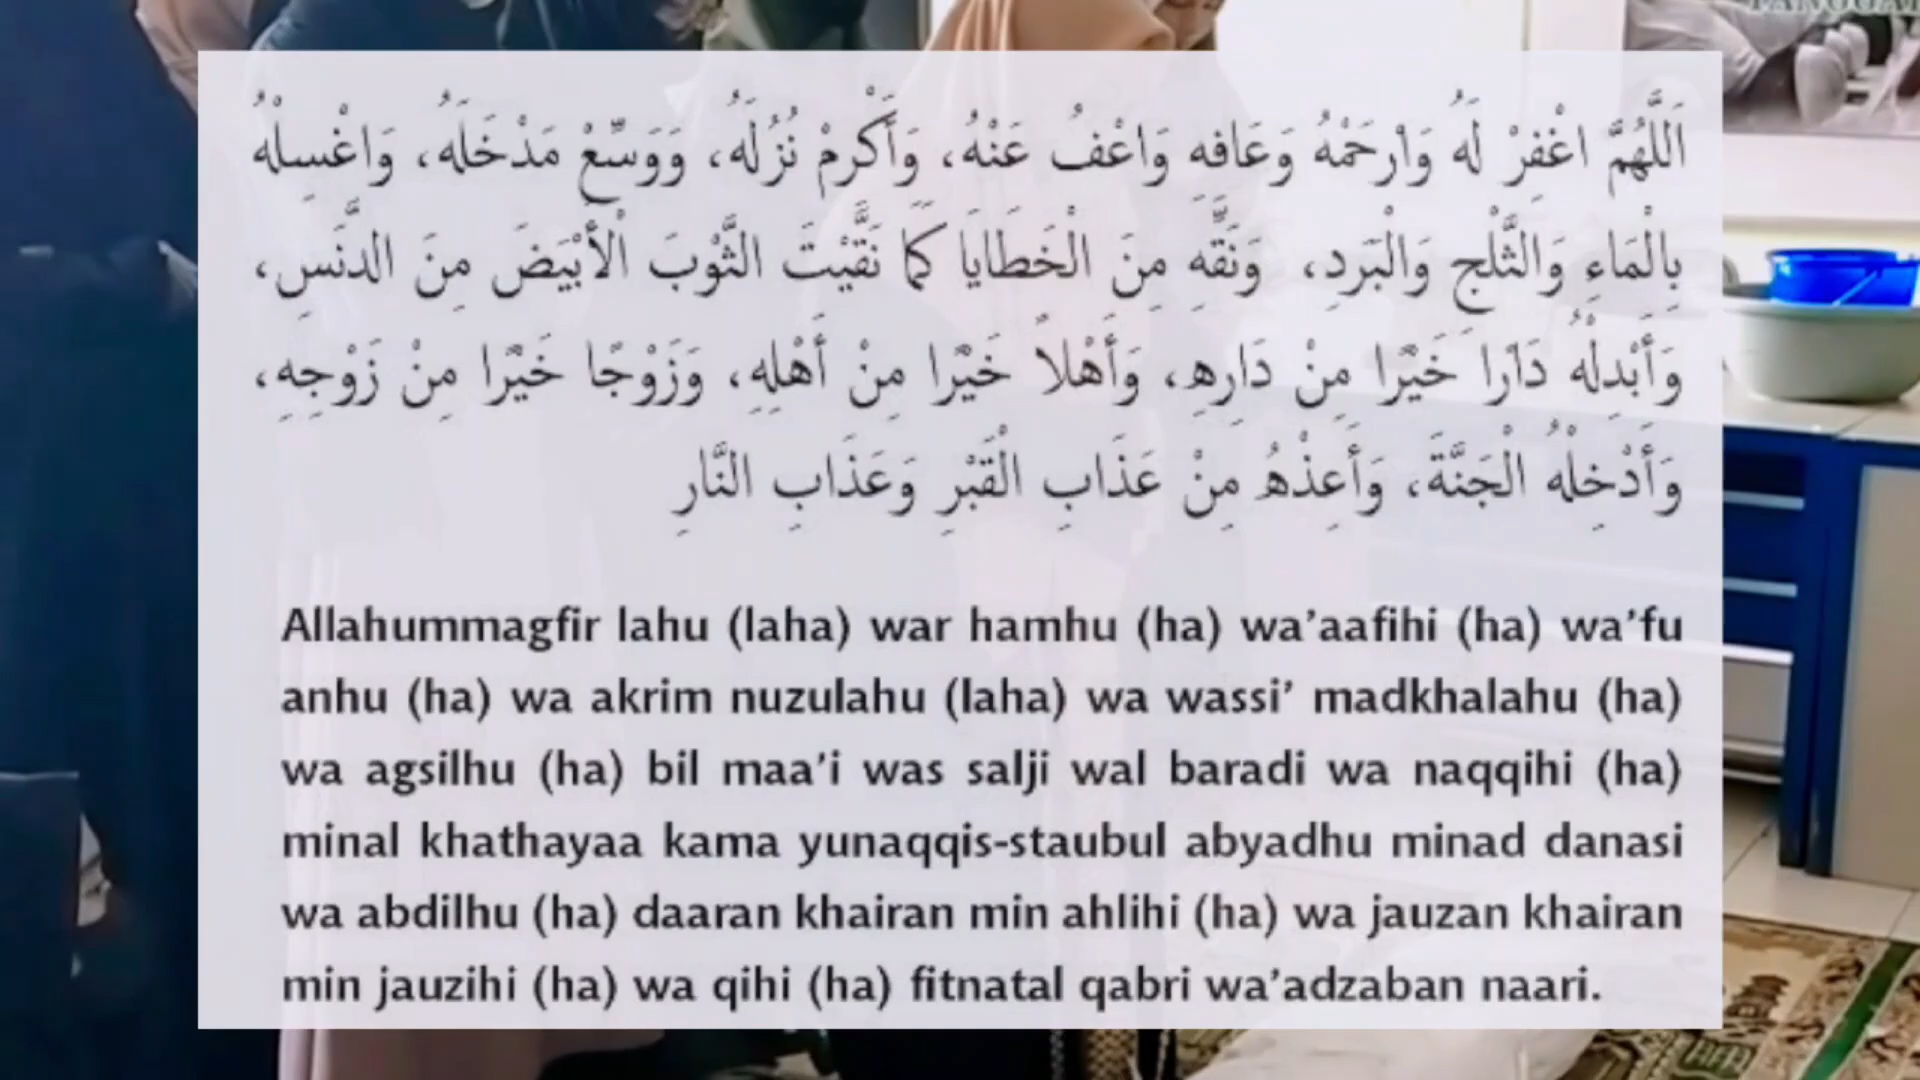 اَللَّهُمَّ اغْفِرْ لَهُ وَارْحَمْهُ وَعَافِهِ وَاعْفُ عَنْهُ، وَأَكْرِمْ نُزُلَهُ، وَوَسِّعْ مَدْخَلَهُ، وَاغْسِلْهُ
بِالْمَاءِ وَالثَّلْجِ وَالْبَرَدِ، وَنَقِّهِ مِنَ الْخَطَايَا كَمَا نَقَّيْتَ الثَّوْبَ الْأَبْيَضَ مِنَ الدَّنَسِ،
وَأَبْدِلْهُ دَارًا خَيْرًا مِنْ دَارِهِ، وَأَهْلاً خَيْرًا مِنْ أَهْلِهِ، وَزَوْجًا خَيْرًا مِنْ زَوْجِهِ،
وَأَدْخِلْهُ الْجَنَّةَ، وَأَعِذْهُ مِنْ عَذَابِ الْقَبْرِ وَعَذَابِ النَّارِ
Allahummagfir lahu (laha) war hamhu (ha) wa’aafihi (ha) wa’fu
anhu (ha) wa akrim nuzulahu (laha) wa wassi’ madkhalahu (ha)
wa agsilhu (ha) bil maa’i was salji wal baradi wa naqqihi (ha)
minal khathayaa kama yunaqqis-staubul abyadhu minad danasi
wa abdilhu (ha) daaran khairan min ahlihi (ha) wa jauzan khairan
min jauzihi (ha) wa qihi (ha) fitnatal qabri wa’adzaban naari.